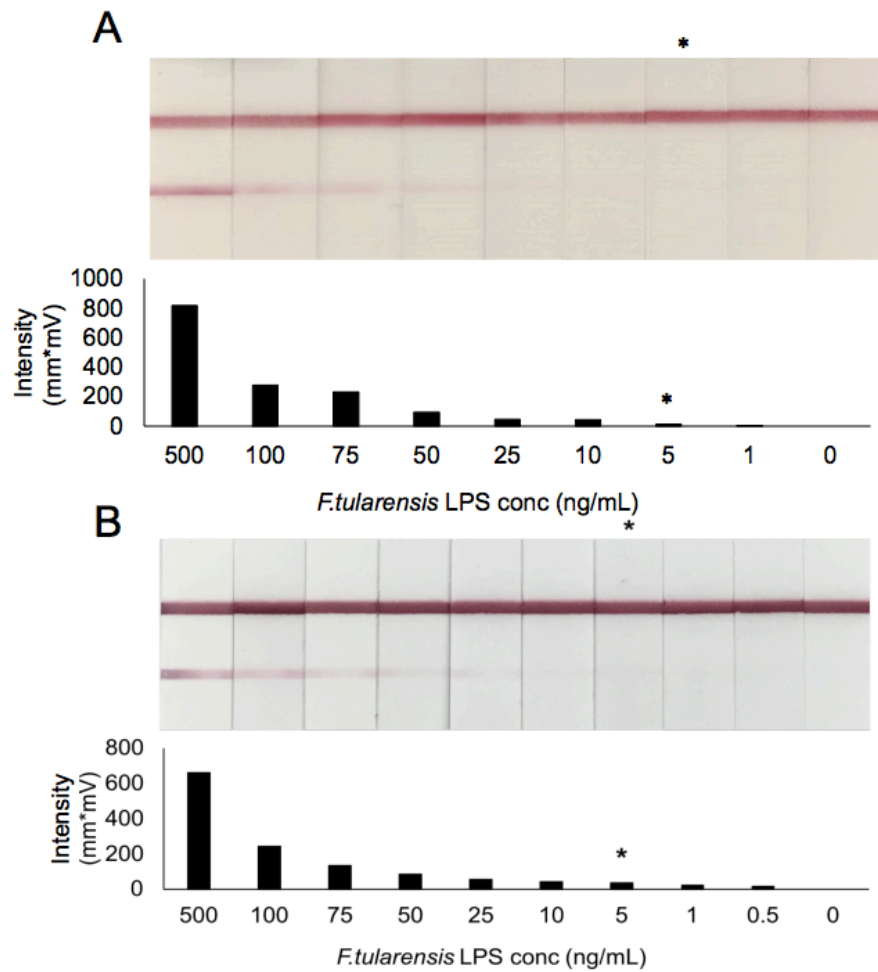 A
*
1000
800
600
400
200
0
Intensity
(mm*mV)
*
500 100 75 50 25 10 5 1 0
F.tularensis LPS conc (ng/mL)
B
*
800
600
400
200
0
Intensity
(mm*mV)
*
500 100 75 50 25 10 5 1 0.5 0
F.tularensis LPS conc (ng/mL)